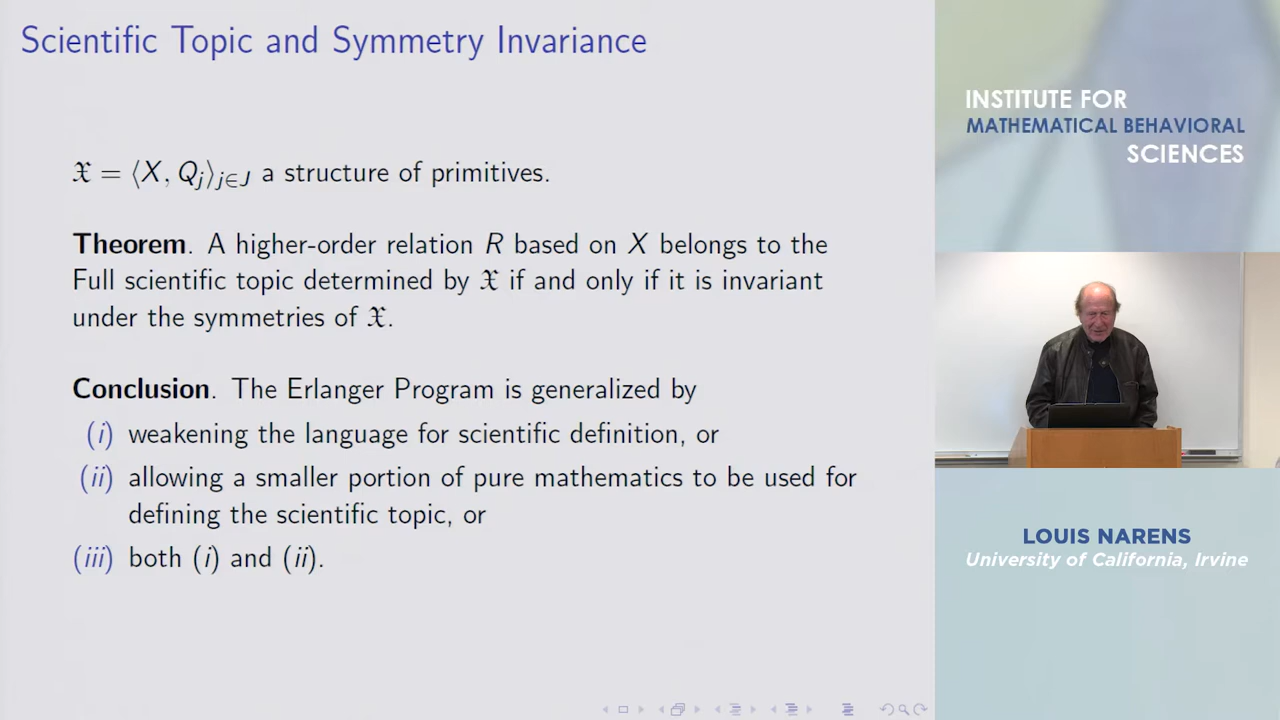 Scientific Topic and Symmetry Invariance
𝔛 = ⟨X, Qj⟩j∈J a structure of primitives.
Theorem. A higher-order relation R based on X belongs to the
Full scientific topic determined by 𝔛 if and only if it is invariant
under the symmetries of 𝔛.
Conclusion. The Erlanger Program is generalized by
(i) weakening the language for scientific definition, or
(ii) allowing a smaller portion of pure mathematics to be used for
defining the scientific topic, or
(iii) both (i) and (ii).
INSTITUTE FOR
MATHEMATICAL BEHAVIORAL
SCIENCES
LOUIS NARENS
University of California, Irvine